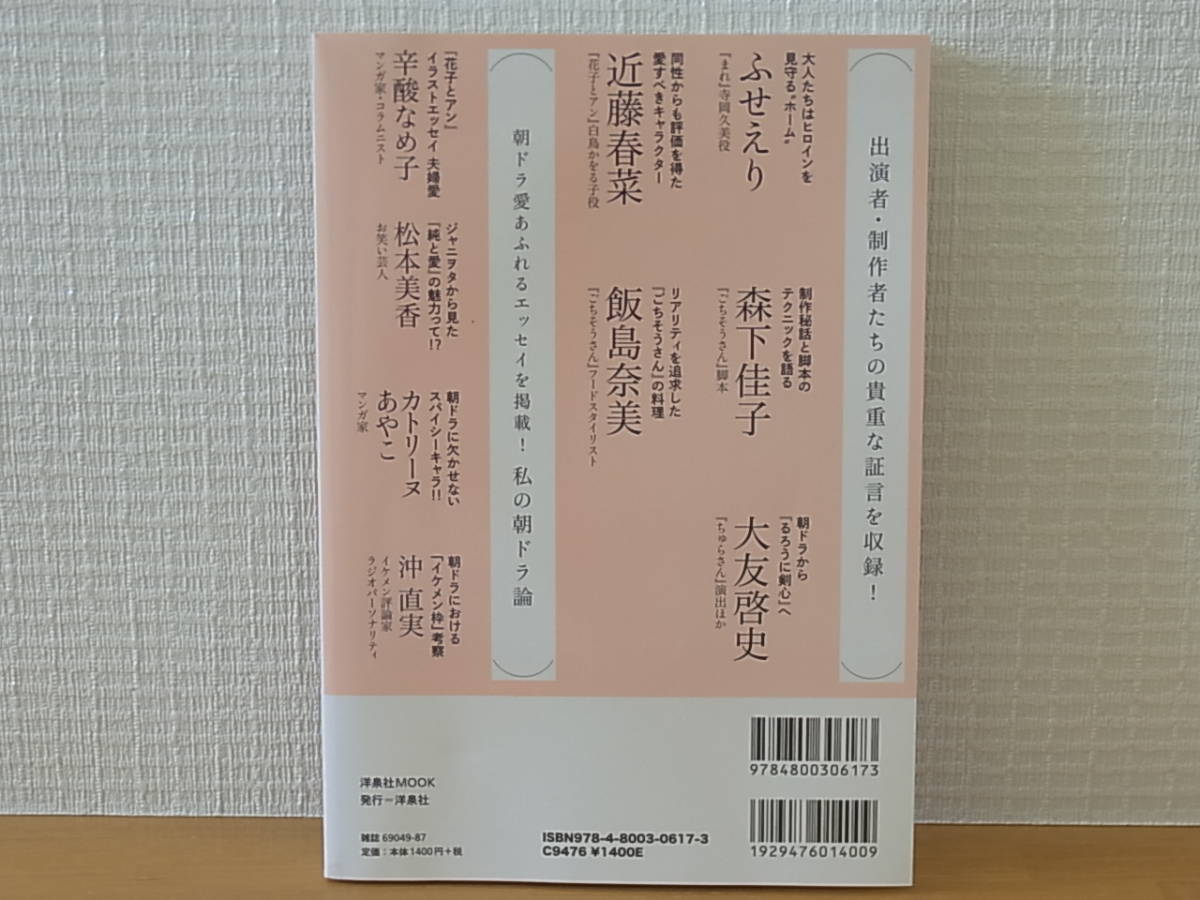 出演者・制作者たちの貴重な証言を収録！
大人たちはヒロインを
見守る“ホーム”
ふせえり
『まれ』寺岡久美役
制作秘話と脚本の
テクニックを語る
森下佳子
『ごちそうさん』脚本
朝ドラから
『るろうに剣心』へ
大友啓史
『ちゅらさん』演出ほか
同性からも評価を得た
愛すべきキャラクター
近藤春菜
『花子とアン』白鳥かをる子役
リアリティを追求した
『ごちそうさん』の料理
飯島奈美
『ごちそうさん』フードスタイリスト
朝ドラ愛あふれるエッセイを掲載！ 私の朝ドラ論
『花子とアン』
イラストエッセイ 夫婦愛
辛酸なめ子
マンガ家・コラムニスト
ジャニヲタから見た
『純と愛』の魅力って!?
松本美香
お笑い芸人
朝ドラに欠かせない
スパイシーキャラ!!
カトリーヌ
あやこ
マンガ家
朝ドラにおける
「イケメン枠」考察
沖 直実
イケメン評論家
ラジオパーソナリティ
9784800306173
1929476014009
洋泉社MOOK
発行＝洋泉社
雑誌 69049-87
定価：本体1400円+税
ISBN978-4-8003-0617-3
C9476 ¥1400E